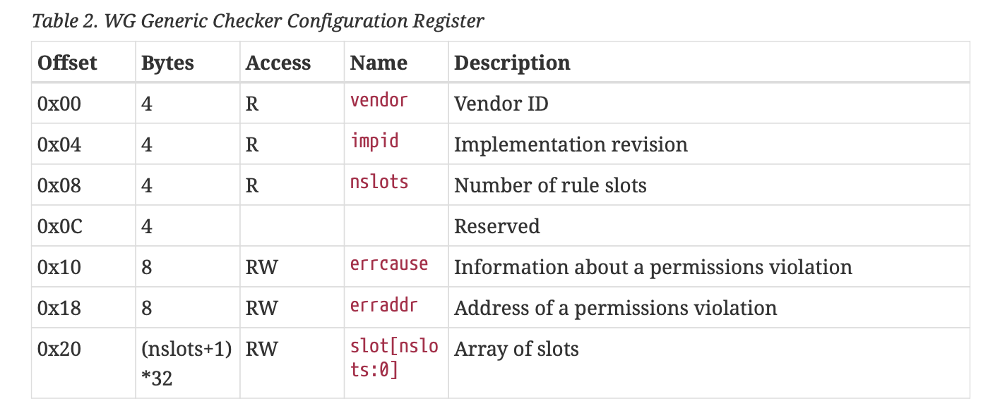 Table 2. WG Generic Checker Configuration Register
Offset Bytes Access Name Description
0x00 4 R vendor Vendor ID
0x04 4 R impid Implementation revision
0x08 4 R nslots Number of rule slots
0x0C 4 Reserved
0x10 8 RW errcause Information about a permissions violation
0x18 8 RW erraddr Address of a permissions violation
0x20 (nslots+1) RW slot[nslo Array of slots
*32 ts:0]